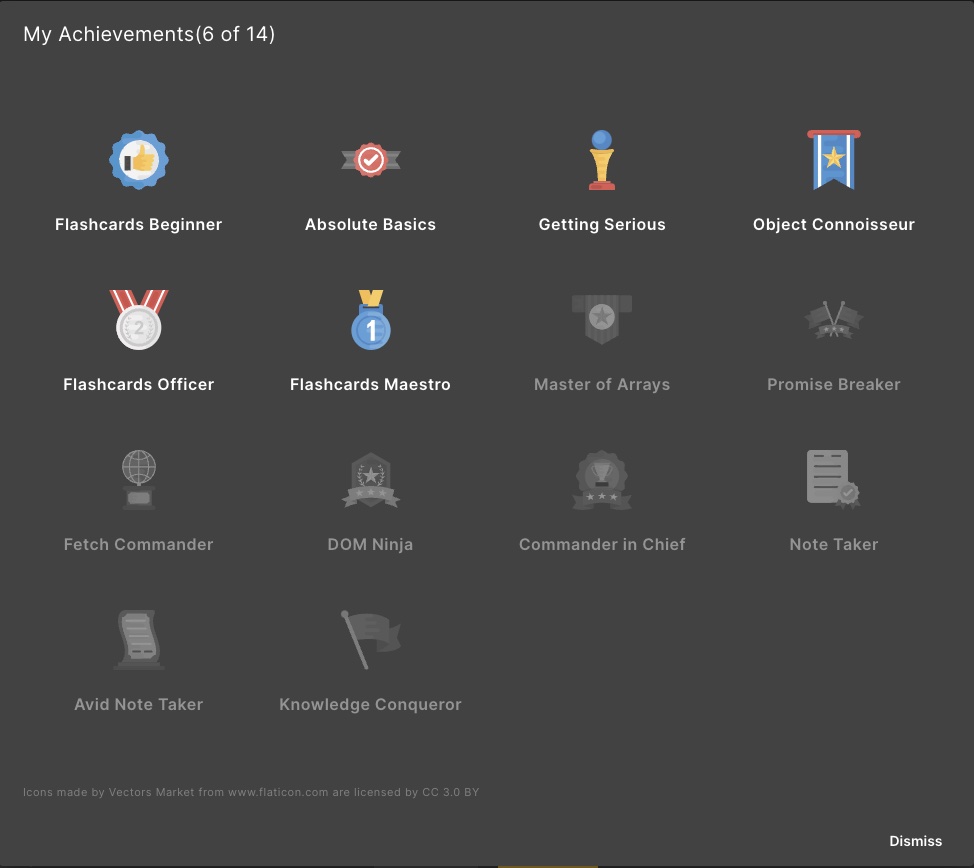 My Achievements(6 of 14)
Flashcards Beginner
Absolute Basics
Getting Serious
Object Connoisseur
2
1
Flashcards Officer
Flashcards Maestro
Master of Arrays
Promise Breaker
Fetch Commander
DOM Ninja
Commander in Chief
Note Taker
Avid Note Taker
Knowledge Conqueror
Icons made by Vectors Market from www.flaticon.com are licensed by CC 3.0 BY
Dismiss